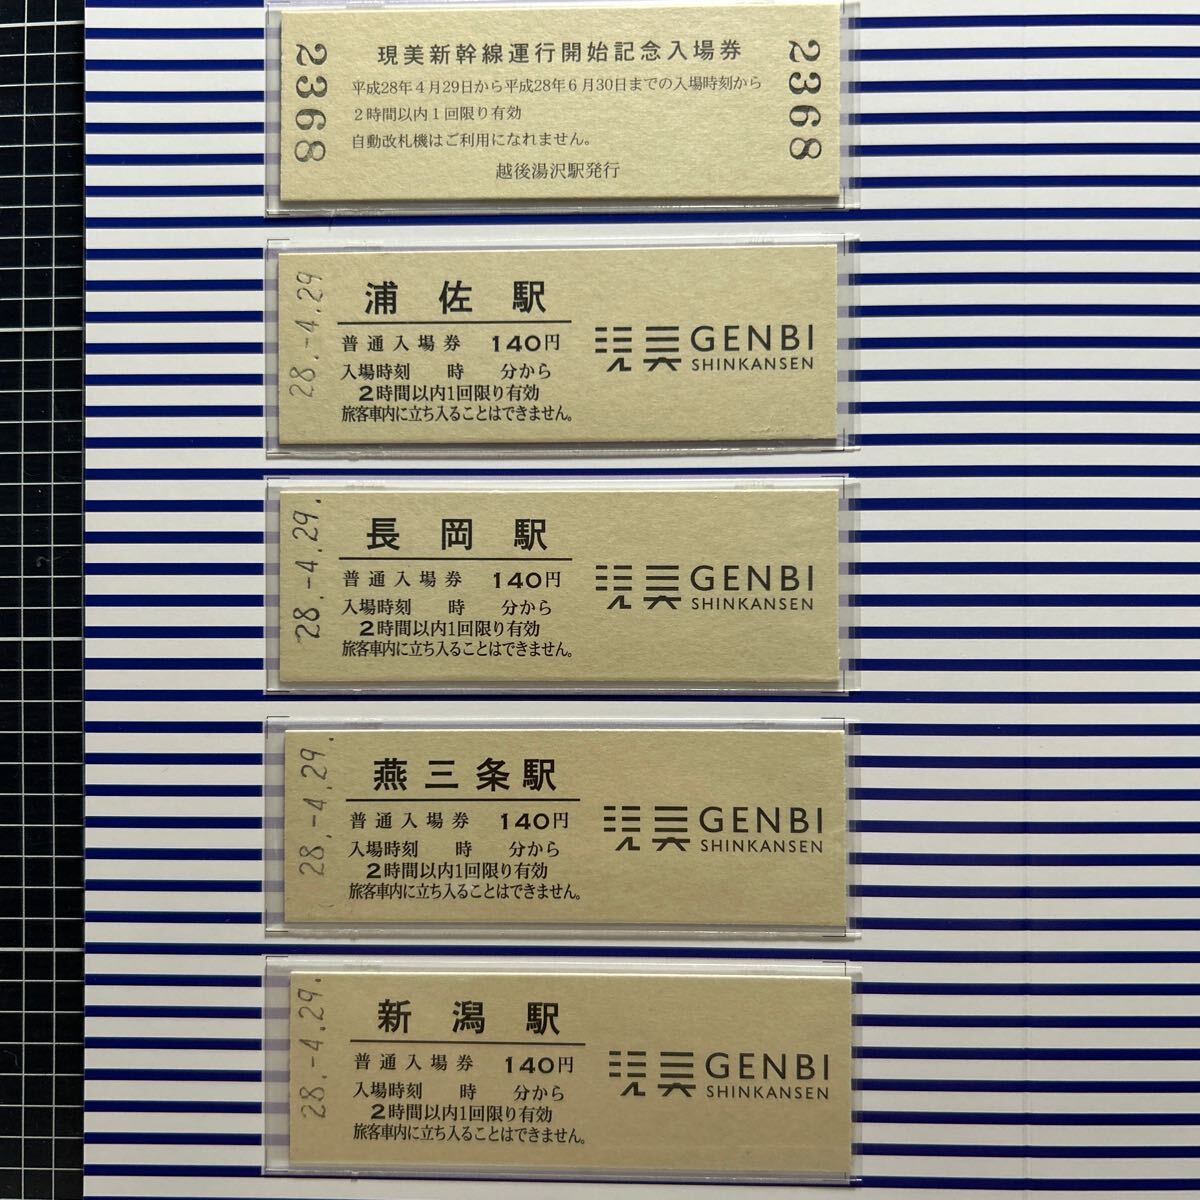 2368
現美新幹線運行開始記念入場券
平成28年4月29日から平成28年6月30日までの入場時刻から
2時間以内1回限り有効
自動改札機はご利用になれません。
越後湯沢駅発行
2368
28.-4.29
浦佐駅
普通入場券 140円
入場時刻 時 分から
2時間以内1回限り有効
旅客車内に立ち入ることはできません。
現美 GENBI
SHINKANSEN
28.-4.29.
長岡駅
普通入場券 140円
入場時刻 時 分から
2時間以内1回限り有効
旅客車内に立ち入ることはできません。
現美 GENBI
SHINKANSEN
28.-4.29.
燕三条駅
普通入場券 140円
入場時刻 時 分から
2時間以内1回限り有効
旅客車内に立ち入ることはできません。
現美 GENBI
SHINKANSEN
28.-4.29.
新潟駅
普通入場券 140円
入場時刻 時 分から
2時間以内1回限り有効
旅客車内に立ち入ることはできません。
現美 GENBI
SHINKANSEN